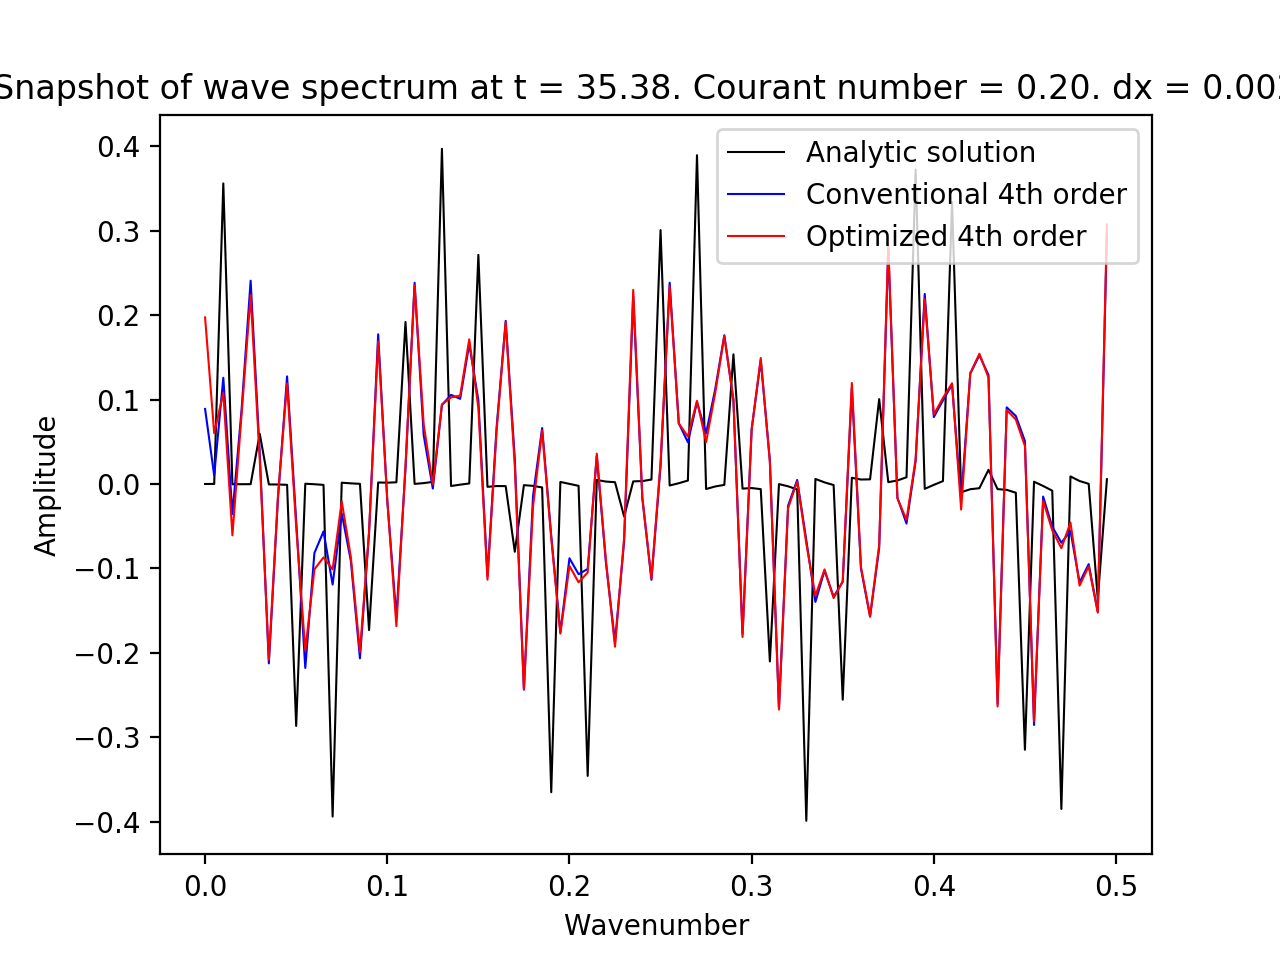 Snapshot of wave spectrum at t = 35.38. Courant number = 0.20. dx = 0.002
Analytic solution
Conventional 4th order
Optimized 4th order
0.4
0.3
0.2
0.1
0.0
−0.1
−0.2
−0.3
−0.4
Amplitude
0.0 0.1 0.2 0.3 0.4 0.5
Wavenumber